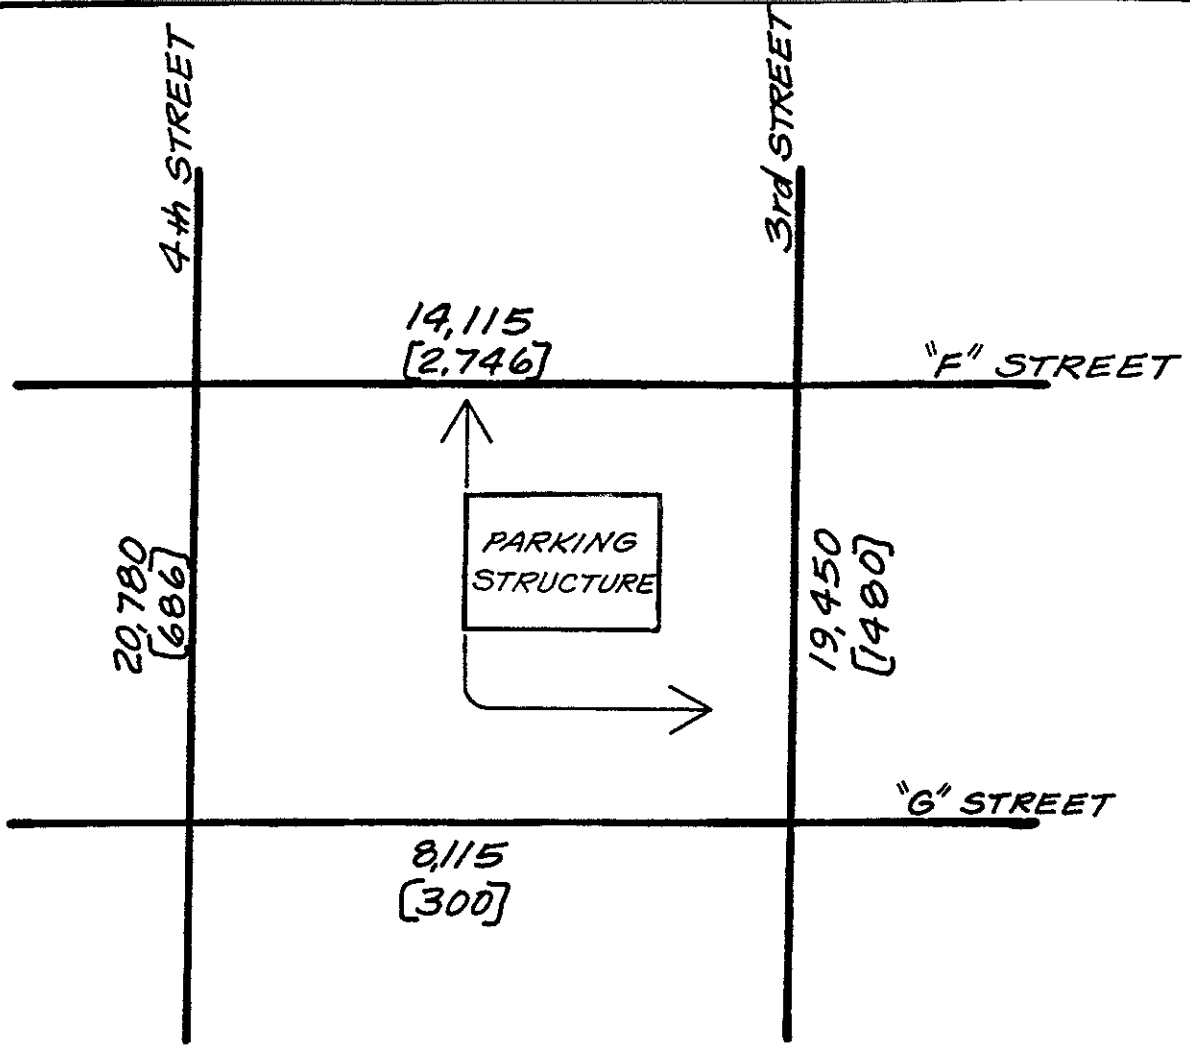 4th STREET
3rd STREET
14,115
[2,746]
"F" STREET
PARKING
STRUCTURE
20,780
[686]
19,450
[1480]
"G" STREET
8,115
[300]